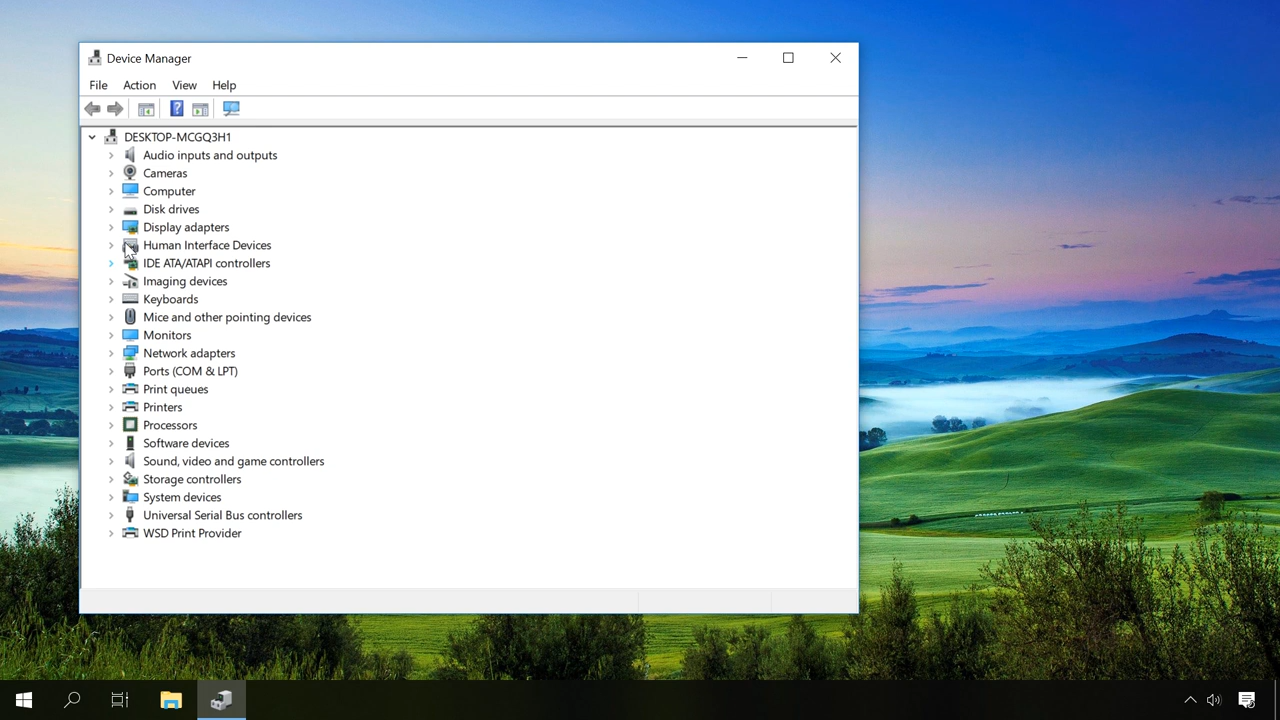 Device Manager
File Action View Help
DESKTOP-MCGQ3H1
Audio inputs and outputs
Cameras
Computer
Disk drives
Display adapters
Human Interface Devices
IDE ATA/ATAPI controllers
Imaging devices
Keyboards
Mice and other pointing devices
Monitors
Network adapters
Ports (COM & LPT)
Print queues
Printers
Processors
Software devices
Sound, video and game controllers
Storage controllers
System devices
Universal Serial Bus controllers
WSD Print Provider